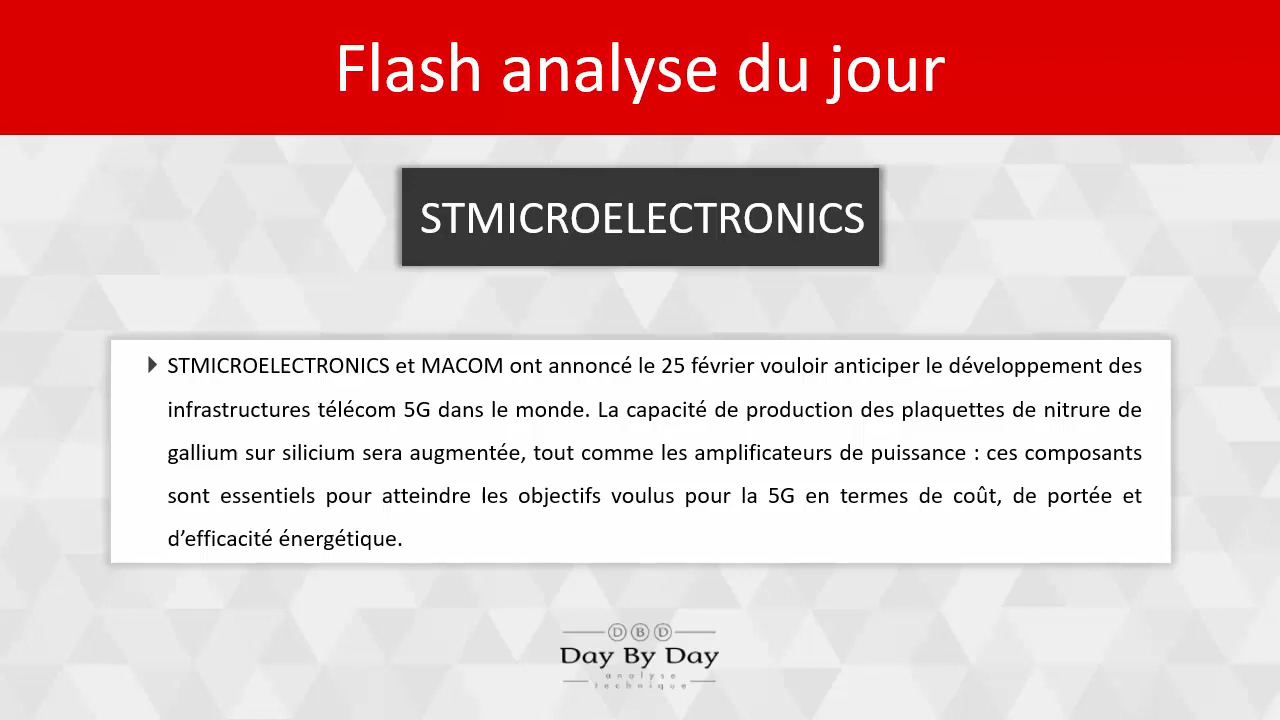 Flash analyse du jour
STMICROELECTRONICS
STMICROELECTRONICS et MACOM ont annoncé le 25 février vouloir anticiper le développement des
infrastructures télécom 5G dans le monde. La capacité de production des plaquettes de nitrure de
gallium sur silicium sera augmentée, tout comme les amplificateurs de puissance : ces composants
sont essentiels pour atteindre les objectifs voulus pour la 5G en termes de coût, de portée et
d’efficacité énergétique.
DBD
Day By Day
analyse
technique